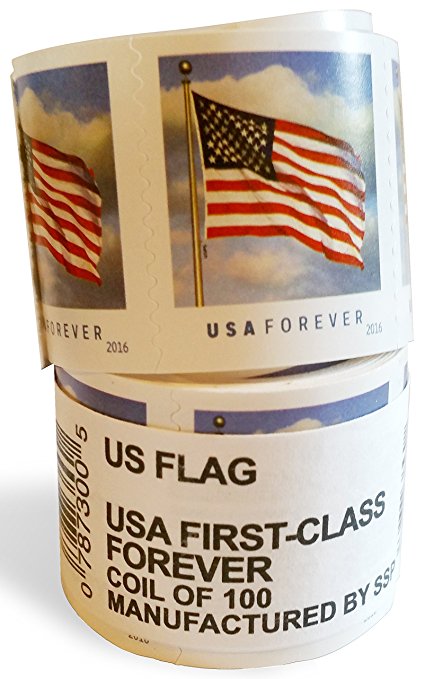 FOREVER
2016
USA FOREVER
2016
0 787300 5
US FLAG
USA FIRST-CLASS
FOREVER
COIL OF 100
MANUFACTURED BY SSP
2016